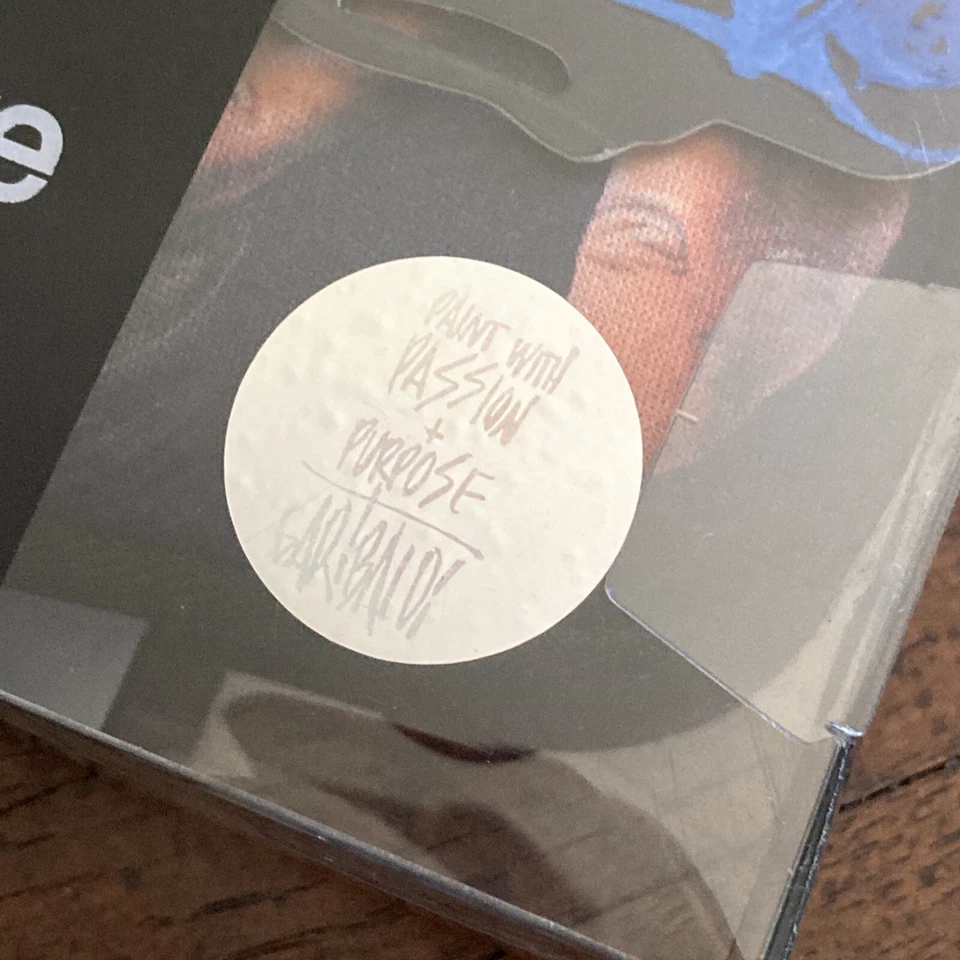 e
PAINT WITH
PASSION
+
PURPOSE
GARIBALDI